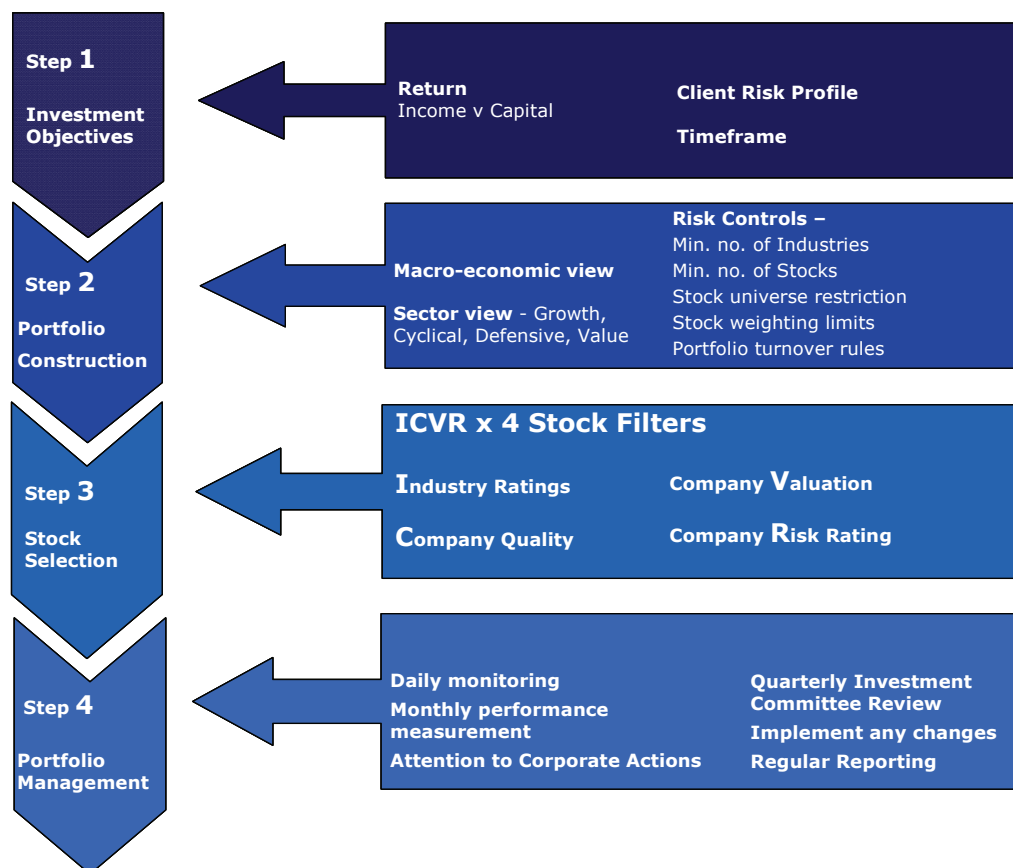 Step 1
Investment
Objectives
Return
Income v Capital
Client Risk Profile
Timeframe
Step 2
Portfolio
Construction
Macro-economic view
Sector view - Growth,
Cyclical, Defensive, Value
Risk Controls –
Min. no. of Industries
Min. no. of Stocks
Stock universe restriction
Stock weighting limits
Portfolio turnover rules
Step 3
Stock
Selection
ICVR x 4 Stock Filters
Industry Ratings
Company Quality
Company Valuation
Company Risk Rating
Step 4
Portfolio
Management
Daily monitoring
Monthly performance
measurement
Attention to Corporate Actions
Quarterly Investment
Committee Review
Implement any changes
Regular Reporting